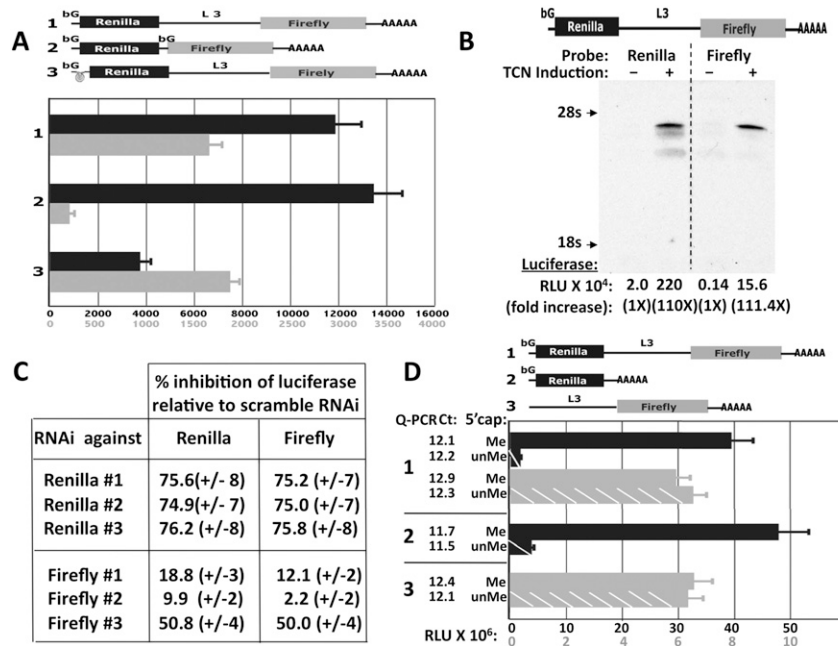 A
bG L 3
1 Renilla Firefly AAAAA
bG bG
2 Renilla Firefly AAAAA
bG L3
3 Renilla Firely AAAAA
1
2
3
0 2000 4000 6000 8000 10000 12000 14000 16000
0 500 1000 1500 2000 2500 3000 3500 4000
B
bG L3
Renilla Firefly AAAAA
Probe: Renilla Firefly
TCN Induction: – + – +
28s
18s
Luciferase:
RLU X 10⁴: 2.0 220 0.14 15.6
(fold increase): (1X)(110X)(1X)(111.4X)
C
% inhibition of luciferase
relative to scramble RNAi
RNAi against Renilla Firefly
Renilla #1 75.6(+/- 8) 75.2 (+/-7)
Renilla #2 74.9(+/- 7) 75.0 (+/-7)
Renilla #3 76.2 (+/-8) 75.8 (+/-8)
Firefly #1 18.8 (+/-3) 12.1 (+/-2)
Firefly #2 9.9 (+/-2) 2.2 (+/-2)
Firefly #3 50.8 (+/-4) 50.0 (+/-4)
D
bG L3
1 Renilla Firefly AAAAA
bG
2 Renilla AAAAA
L3
3 Firefly AAAAA
Q-PCR Ct: 5'cap:
1
12.1 Me
12.2 unMe
12.9 Me
12.3 unMe
2
11.7 Me
11.5 unMe
3
12.4 Me
12.1 unMe
RLU X 10⁶
0 10 20 30 40 50
0 2 4 6 8 10